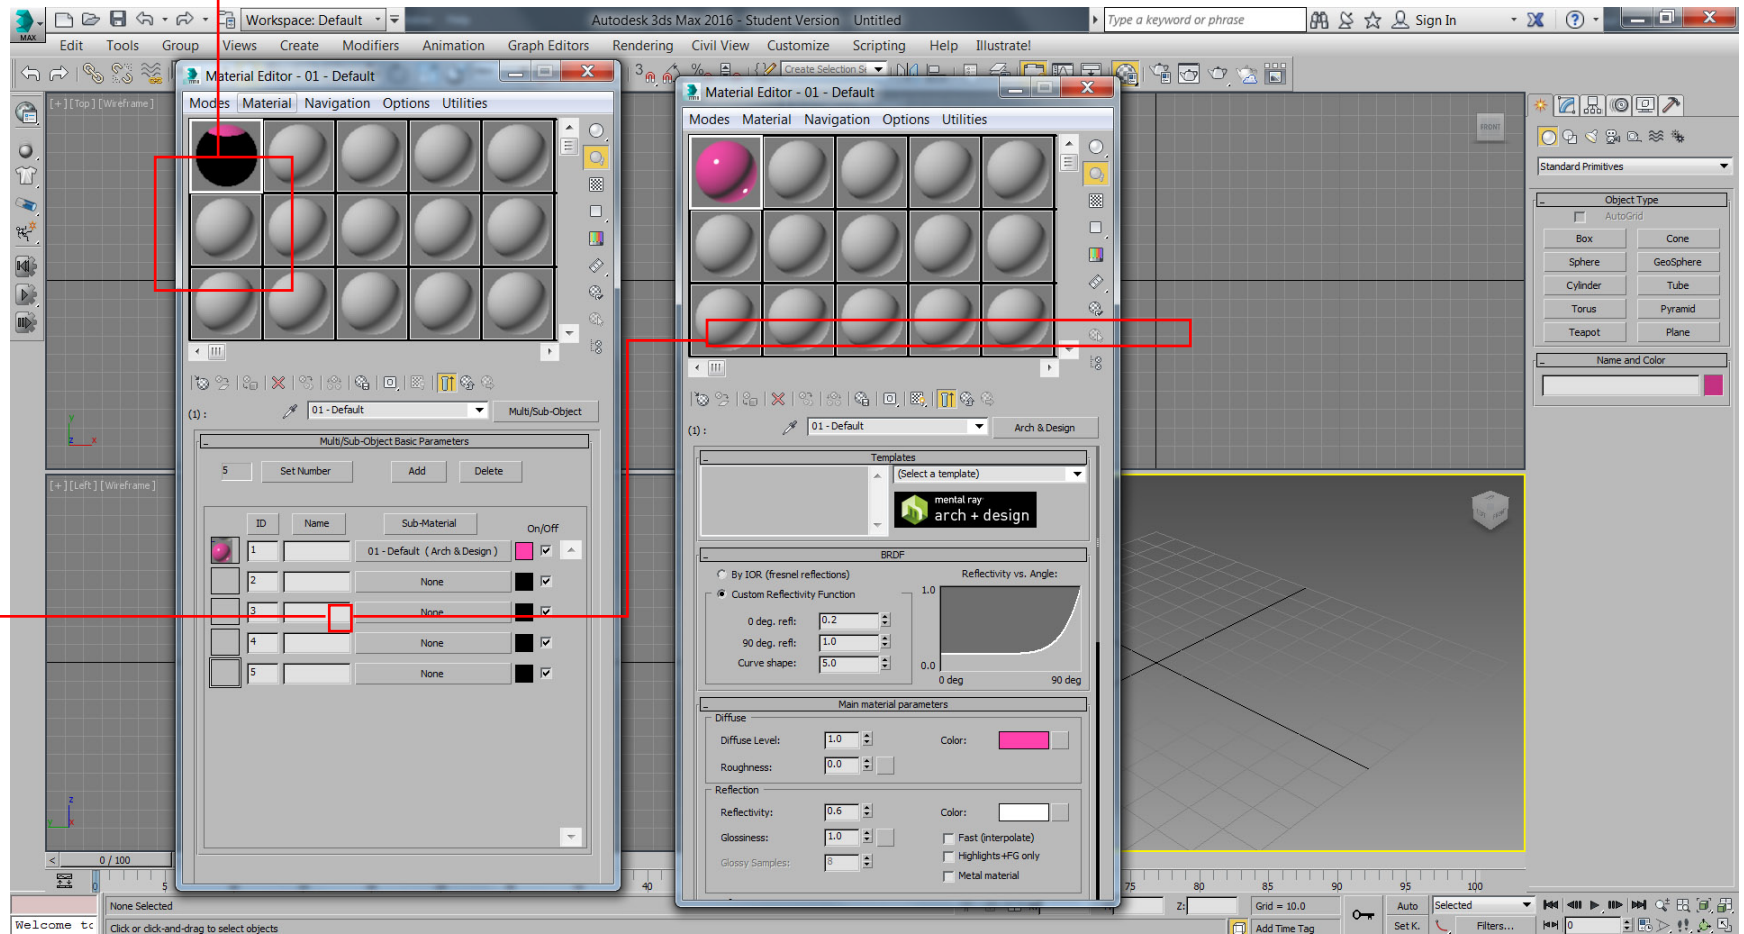 Workspace: Default
Autodesk 3ds Max 2016 - Student Version Untitled
Type a keyword or phrase
Sign In
MAX
Edit Tools Group Views Create Modifiers Animation Graph Editors Rendering Civil View Customize Scripting Help Illustrate!
Create Selection Se
[+][Top][Wireframe]
FRONT
Material Editor - 01 - Default
Modes Material Navigation Options Utilities
(1) :
01 - Default
Multi/Sub-Object
Multi/Sub-Object Basic Parameters
5 Set Number Add Delete
ID Name Sub-Material On/Off
1 01 - Default ( Arch & Design )
2 None
3 None
4 None
5 None
Material Editor - 01 - Default
Modes Material Navigation Options Utilities
(1) :
01 - Default
Arch & Design
Templates
(Select a template)
mental ray
arch + design
BRDF
By IOR (fresnel reflections)
Custom Reflectivity Function
0 deg. refl: 0.2
90 deg. refl: 1.0
Curve shape: 5.0
Reflectivity vs. Angle:
1.0
0.0
0 deg 90 deg
Main material parameters
Diffuse
Diffuse Level: 1.0 Color:
Roughness: 0.0
Reflection
Reflectivity: 0.6 Color:
Glossiness: 1.0 Fast (interpolate)
Glossy Samples: 8 Highlights+FG only
Metal material
Standard Primitives
Object Type
AutoGrid
Box Cone
Sphere GeoSphere
Cylinder Tube
Torus Pyramid
Teapot Plane
Name and Color
y
z x
[+][Left][Wireframe]
z
y x
0 / 100
0 5 40 75 80 85 90 95 100
None Selected
Z: Grid = 10.0 Auto Selected
Welcome to Click or click-and-drag to select objects
Add Time Tag Set K. Filters... 0